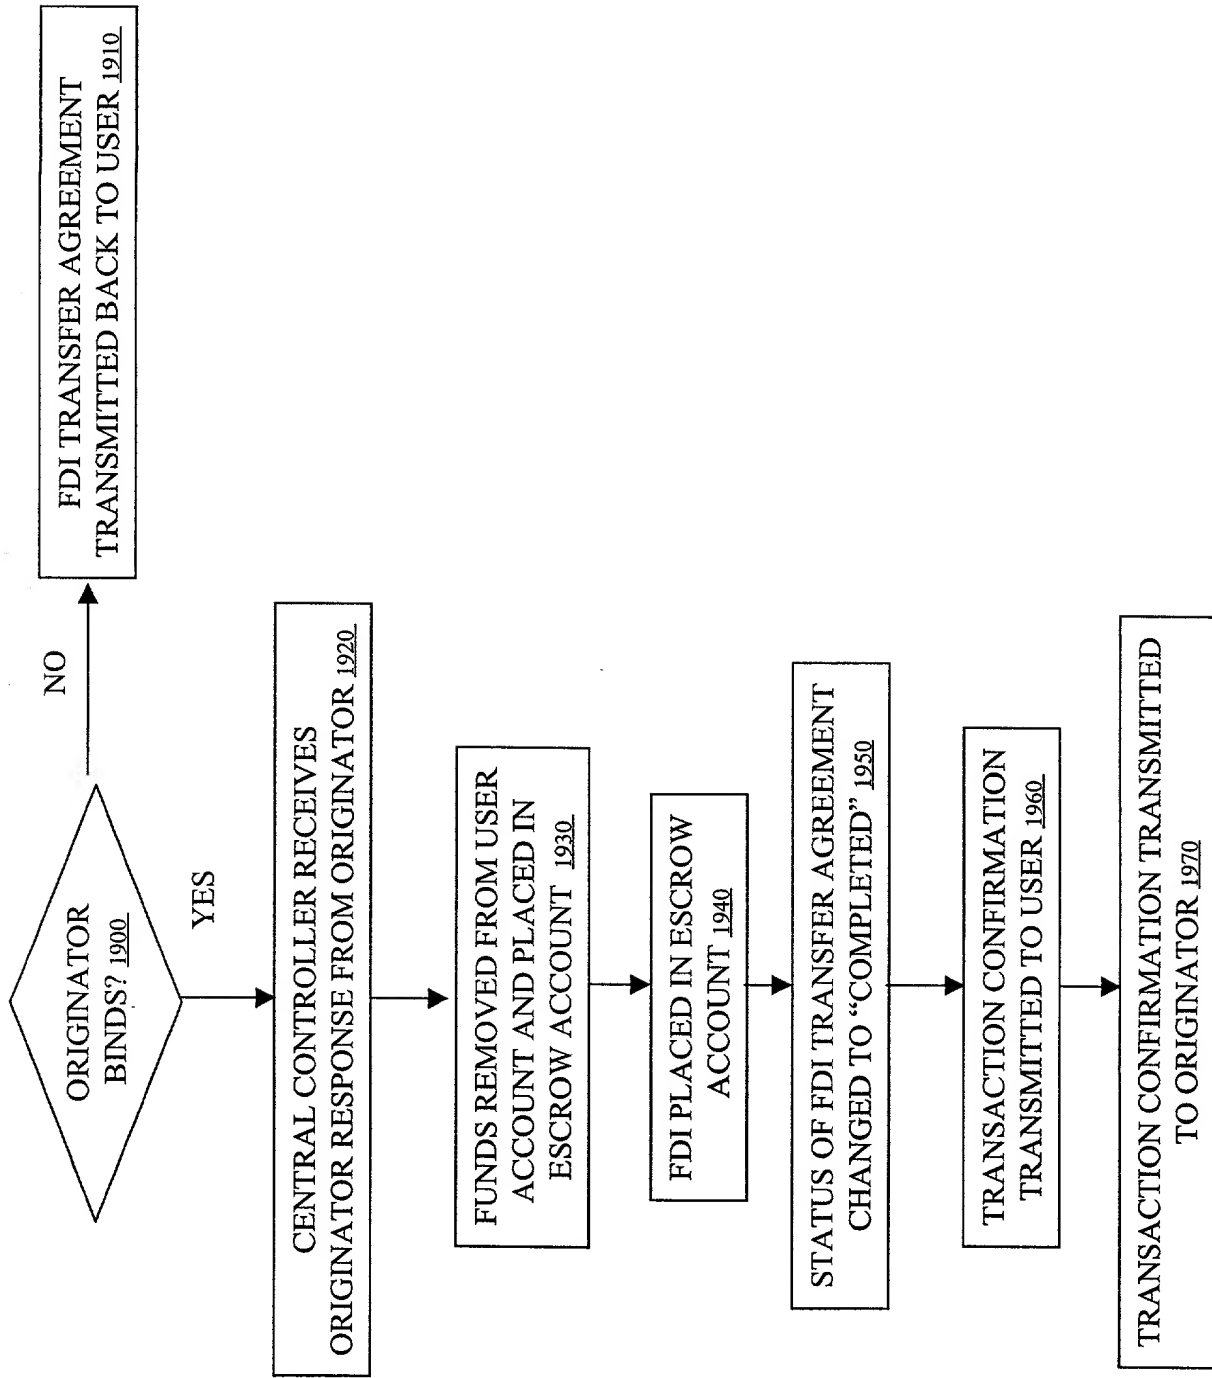 ORIGINATOR
BINDS? 1900
NO
FDI TRANSFER AGREEMENT
TRANSMITTED BACK TO USER 1910
YES
CENTRAL CONTROLLER RECEIVES
ORIGINATOR RESPONSE FROM ORIGINATOR 1920
FUNDS REMOVED FROM USER
ACCOUNT AND PLACED IN
ESCROW ACCOUNT 1930
FDI PLACED IN ESCROW
ACCOUNT 1940
STATUS OF FDI TRANSFER AGREEMENT
CHANGED TO “COMPLETED” 1950
TRANSACTION CONFIRMATION
TRANSMITTED TO USER 1960
TRANSACTION CONFIRMATION TRANSMITTED
TO ORIGINATOR 1970